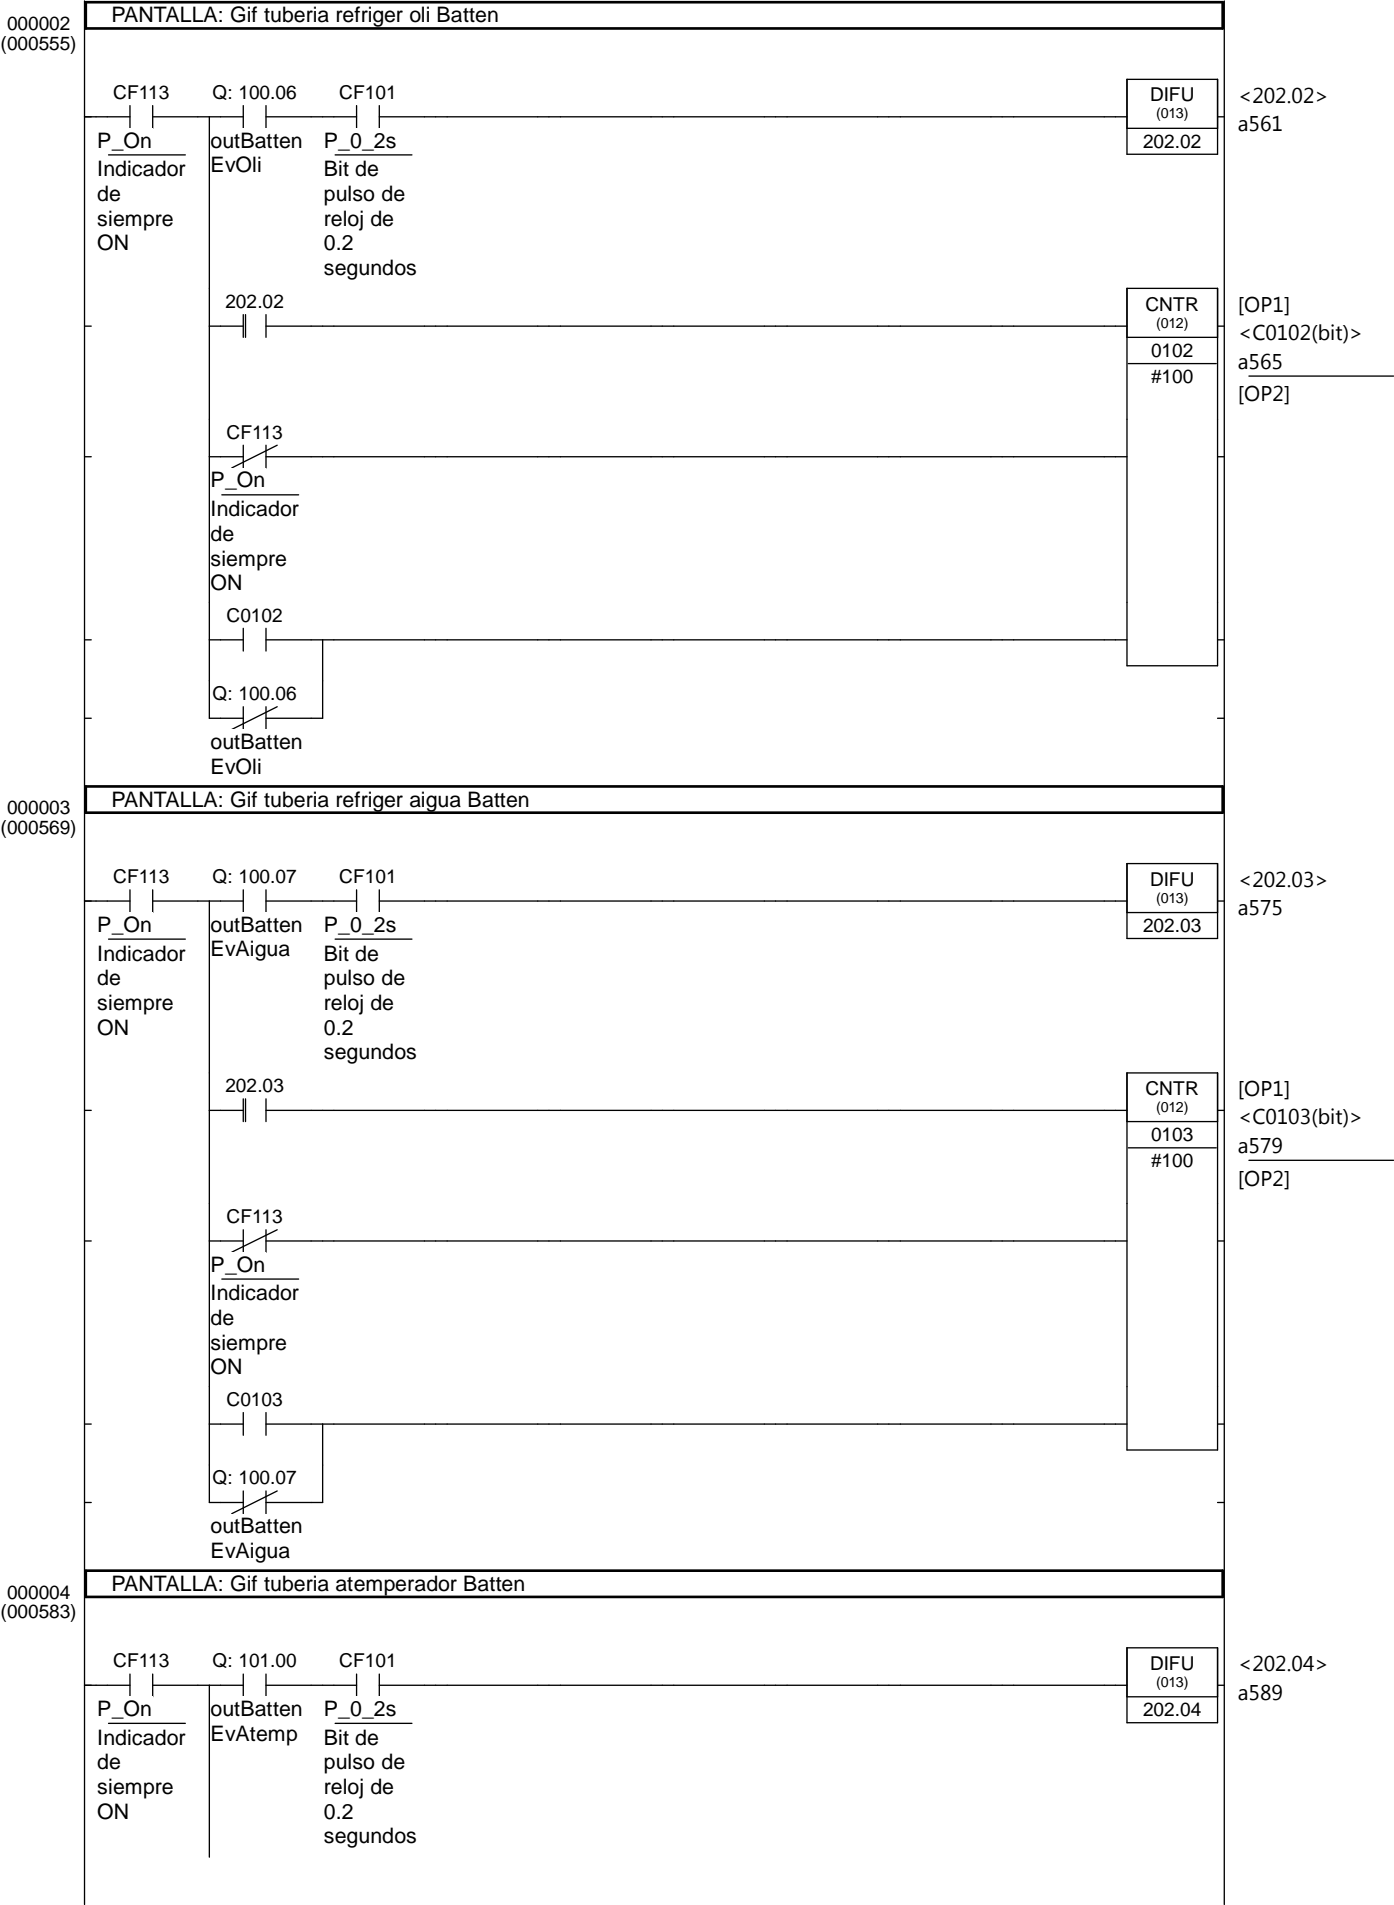 PANTALLA: Gif tuberia refriger oli Batten
000002
(000555)
CF113 Q: 100.06 CF101
P_On outBatten P_0_2s
Indicador EvOli Bit de
de pulso de
siempre reloj de
ON 0.2
segundos
DIFU
(013)
202.02
<202.02>
a561
202.02
CNTR
(012)
0102
#100
[OP1]
<C0102(bit)>
a565
[OP2]
CF113
P_On
Indicador
de
siempre
ON
C0102
Q: 100.06
outBatten
EvOli
PANTALLA: Gif tuberia refriger aigua Batten
000003
(000569)
CF113 Q: 100.07 CF101
P_On outBatten P_0_2s
Indicador EvAigua Bit de
de pulso de
siempre reloj de
ON 0.2
segundos
DIFU
(013)
202.03
<202.03>
a575
202.03
CNTR
(012)
0103
#100
[OP1]
<C0103(bit)>
a579
[OP2]
CF113
P_On
Indicador
de
siempre
ON
C0103
Q: 100.07
outBatten
EvAigua
PANTALLA: Gif tuberia atemperador Batten
000004
(000583)
CF113 Q: 101.00 CF101
P_On outBatten P_0_2s
Indicador EvAtemp Bit de
de pulso de
siempre reloj de
ON 0.2
segundos
DIFU
(013)
202.04
<202.04>
a589